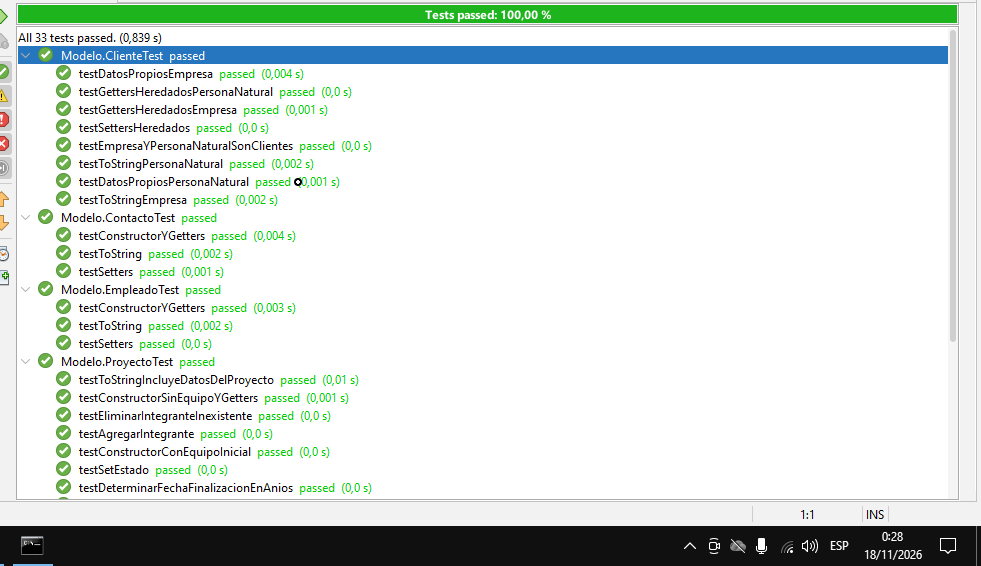 Tests passed: 100,00 %
All 33 tests passed. (0,839 s)
Modelo.ClienteTest passed
testDatosPropiosEmpresa passed (0,004 s)
testGettersHeredadosPersonaNatural passed (0,0 s)
testGettersHeredadosEmpresa passed (0,001 s)
testSettersHeredados passed (0,0 s)
testEmpresaYPersonaNaturalSonClientes passed (0,0 s)
testToStringPersonaNatural passed (0,002 s)
testDatosPropiosPersonaNatural passed (0,001 s)
testToStringEmpresa passed (0,002 s)
Modelo.ContactoTest passed
testConstructorYGetters passed (0,004 s)
testToString passed (0,002 s)
testSetters passed (0,001 s)
Modelo.EmpleadoTest passed
testConstructorYGetters passed (0,003 s)
testToString passed (0,002 s)
testSetters passed (0,0 s)
Modelo.ProyectoTest passed
testToStringIncluyeDatosDelProyecto passed (0,01 s)
testConstructorSinEquipoYGetters passed (0,001 s)
testEliminarIntegranteInexistente passed (0,0 s)
testAgregarIntegrante passed (0,0 s)
testConstructorConEquipoInicial passed (0,0 s)
testSetEstado passed (0,0 s)
testDeterminarFechaFinalizacionEnAnios passed (0,0 s)
1:1 INS
ESP
0:28
18/11/2026